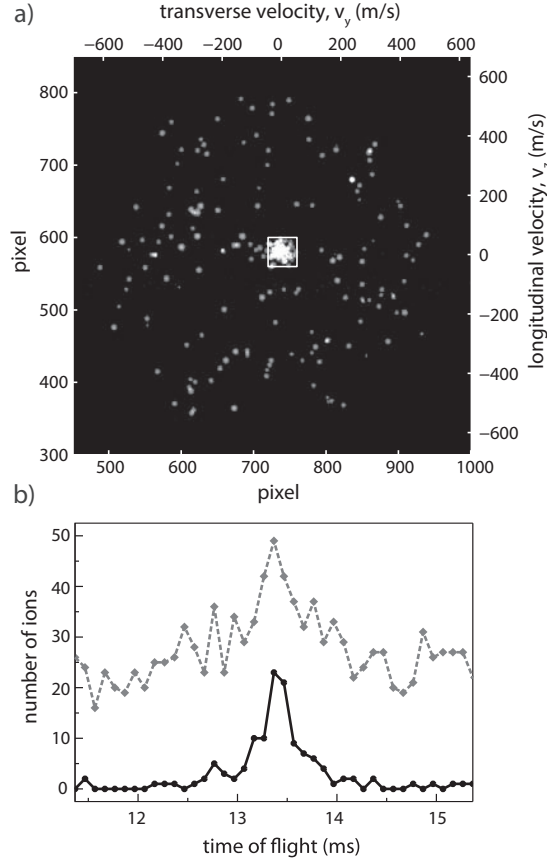 a)
transverse velocity, v_y (m/s)
−600 −400 −200 0 200 400 600
800
700
600
500
400
300
pixel
600
400
200
0
−200
−400
−600
longitudinal velocity, v_z (m/s)
500 600 700 800 900 1000
pixel
b)
50
40
30
20
10
0
number of ions
12 13 14 15
time of flight (ms)